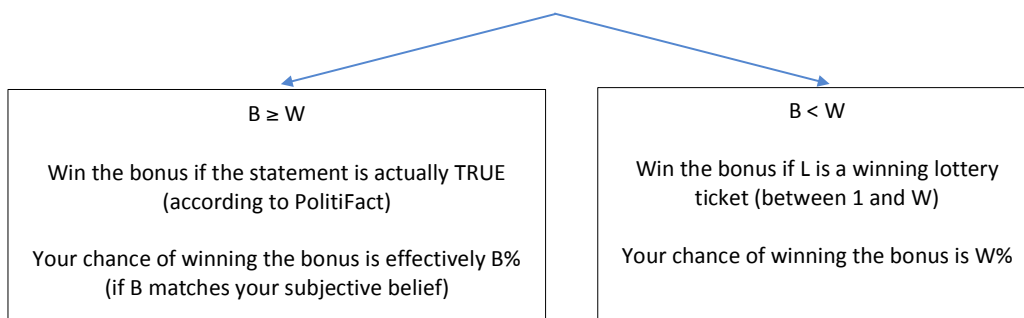 B ≥ W
Win the bonus if the statement is actually TRUE
(according to PolitiFact)
Your chance of winning the bonus is effectively B%
(if B matches your subjective belief)
B < W
Win the bonus if L is a winning lottery
ticket (between 1 and W)
Your chance of winning the bonus is W%